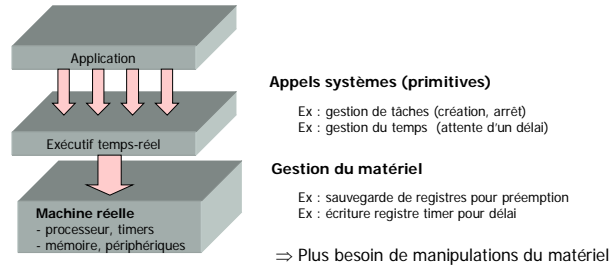 Application
Appels systèmes (primitives)
Ex : gestion de tâches (création, arrêt)
Ex : gestion du temps (attente d'un délai)
Exécutif temps-réel
Gestion du matériel
Ex : sauvegarde de registres pour préemption
Ex : écriture registre timer pour délai
Machine réelle
- processeur, timers
- mémoire, périphériques
⇒ Plus besoin de manipulations du matériel